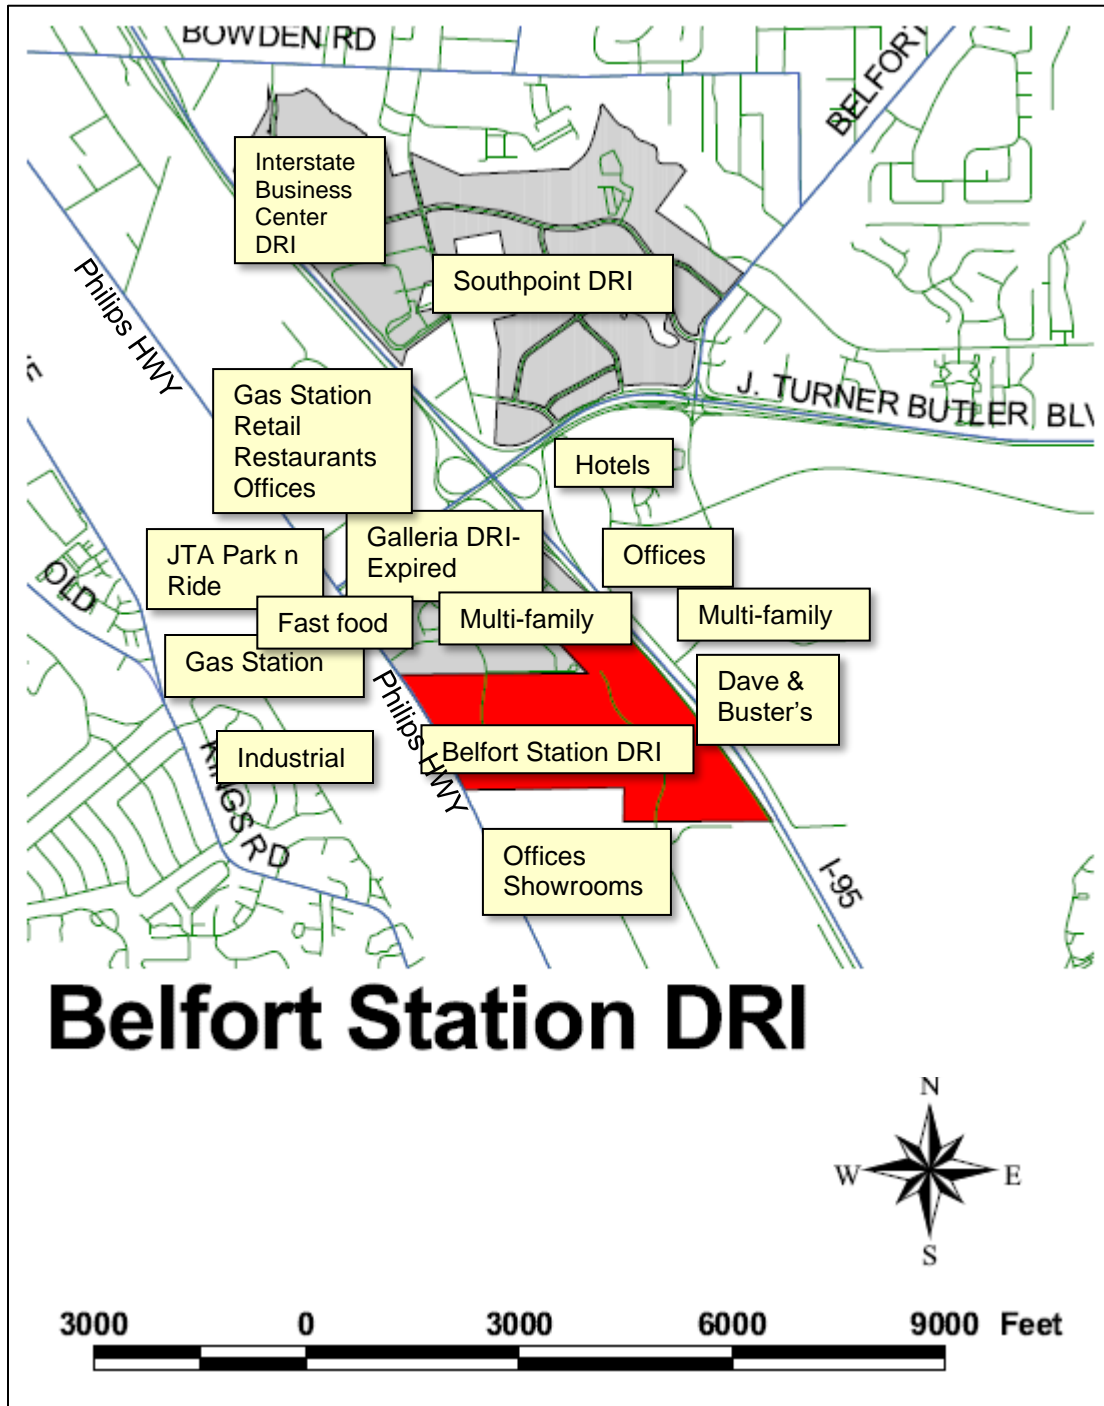 BOWDEN RD
BELFORT
Interstate
Business
Center
DRI
Southpoint DRI
Philips HWY
Gas Station
Retail
Restaurants
Offices
J. TURNER BUTLER BLV
Hotels
JTA Park n
Ride
Galleria DRI-
Expired
Offices
OLD
Fast food
Multi-family
Multi-family
Gas Station
Philips HWY
Dave &
Buster’s
KINGS RD
Industrial
Belfort Station DRI
Offices
Showrooms
I-95
Belfort Station DRI
N
W
E
S
3000 0 3000 6000 9000 Feet